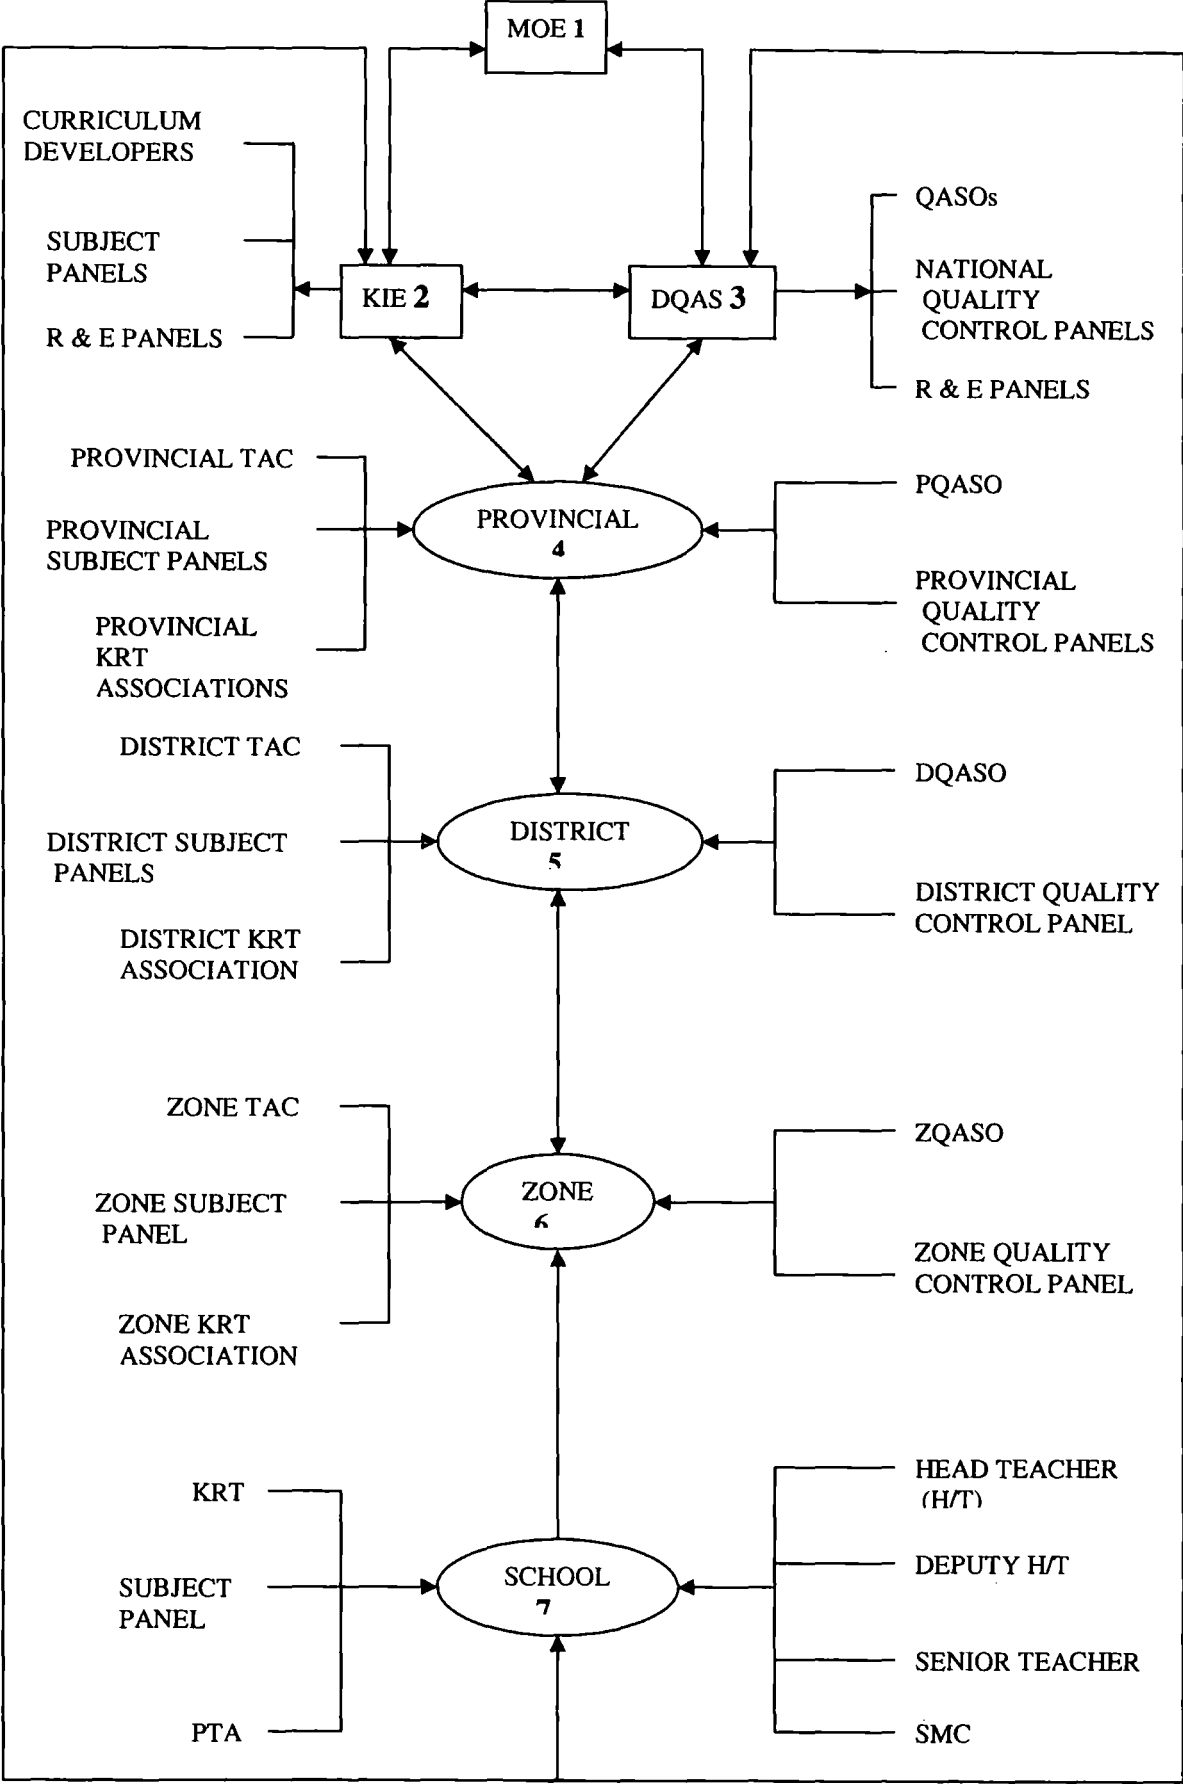 MOE 1
CURRICULUM
DEVELOPERS
SUBJECT
PANELS
R & E PANELS
KIE 2
DQAS 3
QASOs
NATIONAL
QUALITY
CONTROL PANELS
R & E PANELS
PROVINCIAL TAC
PROVINCIAL
SUBJECT PANELS
PROVINCIAL
KRT
ASSOCIATIONS
PROVINCIAL
4
PQASO
PROVINCIAL
QUALITY
CONTROL PANELS
DISTRICT TAC
DISTRICT SUBJECT
PANELS
DISTRICT KRT
ASSOCIATION
DISTRICT
5
DQASO
DISTRICT QUALITY
CONTROL PANEL
ZONE TAC
ZONE SUBJECT
PANEL
ZONE KRT
ASSOCIATION
ZONE
6
ZQASO
ZONE QUALITY
CONTROL PANEL
KRT
SUBJECT
PANEL
PTA
SCHOOL
7
HEAD TEACHER
(H/T)
DEPUTY H/T
SENIOR TEACHER
SMC